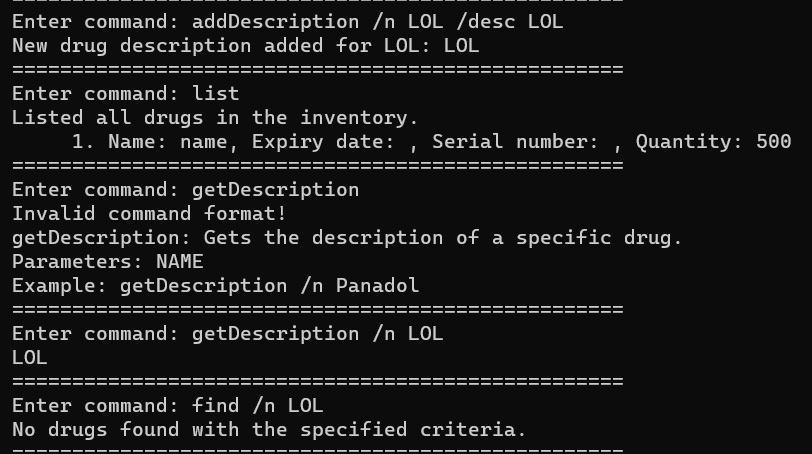 ===================================================
Enter command: addDescription /n LOL /desc LOL
New drug description added for LOL: LOL
===================================================
Enter command: list
Listed all drugs in the inventory.
     1. Name: name, Expiry date: , Serial number: , Quantity: 500
===================================================
Enter command: getDescription
Invalid command format!
getDescription: Gets the description of a specific drug.
Parameters: NAME
Example: getDescription /n Panadol
===================================================
Enter command: getDescription /n LOL
LOL
===================================================
Enter command: find /n LOL
No drugs found with the specified criteria.
===================================================